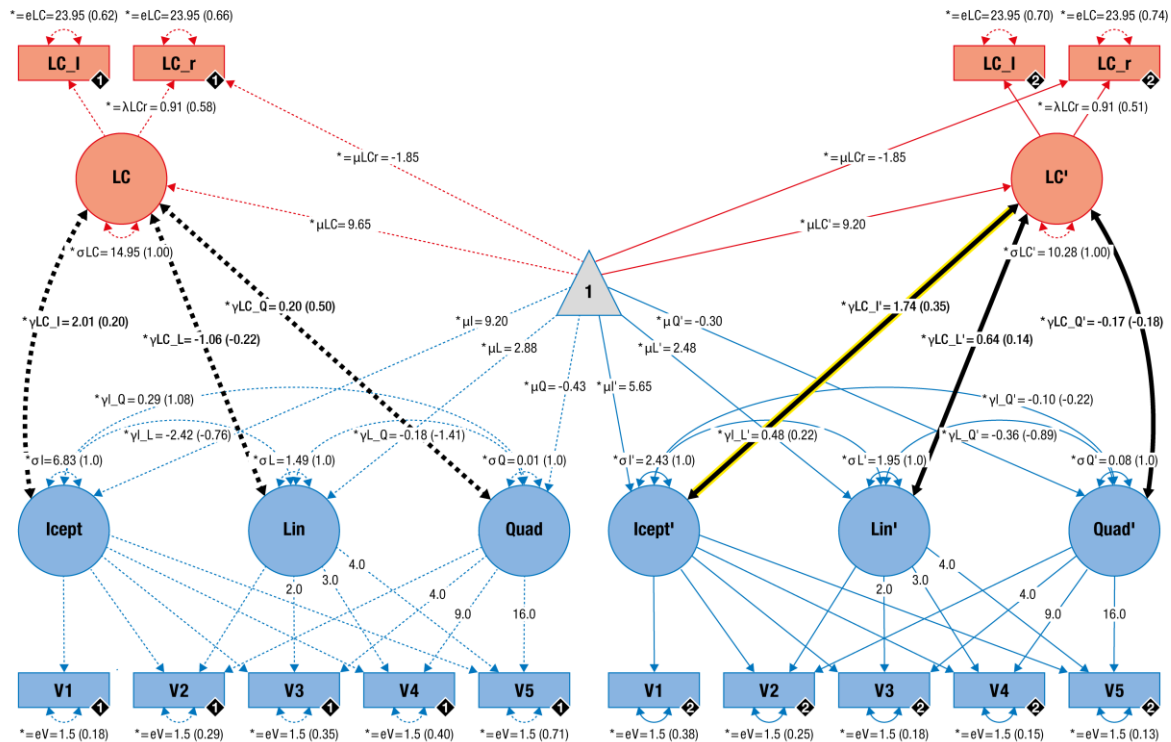 *=eLC=23.95 (0.62)
*=eLC=23.95 (0.66)
*=eLC=23.95 (0.70)
*=eLC=23.95 (0.74)
LC_l
1
LC_r
1
LC_l
2
LC_r
2
*=λLCr= 0.91 (0.58)
*=λLCr= 0.91 (0.51)
LC
*=μLCr= -1.85
*=μLCr= -1.85
LC'
*μLC= 9.65
*μLC'= 9.20
*σLC= 14.95 (1.00)
*σLC'= 10.28 (1.00)
1
*γLC_I= 2.01 (0.20)
*γLC_L= -1.06 (-0.22)
*γLC_Q= 0.20 (0.50)
*γLC_I'= 1.74 (0.35)
*γLC_L'= 0.64 (0.14)
*γLC_Q'= -0.17 (-0.18)
*μI= 9.20
*μQ'= -0.30
*μL= 2.88
*μL'= 2.48
*μQ= -0.43
*μI'= 5.65
*γI_Q= 0.29 (1.08)
*γI_Q'= -0.10 (-0.22)
*γI_L= -2.42 (-0.76)
*γL_Q= -0.18 (-1.41)
*γI_L'= 0.48 (0.22)
*γL_Q'= -0.36 (-0.89)
*σI=6.83 (1.0)
*σL= 1.49 (1.0)
*σQ= 0.01 (1.0)
*σI'= 2.43 (1.0)
*σL'= 1.95 (1.0)
*σQ'= 0.08 (1.0)
Icept
Lin
Quad
Icept'
Lin'
Quad'
4.0
2.0
3.0
4.0
9.0
16.0
4.0
2.0
3.0
4.0
9.0
16.0
V1
1
V2
1
V3
1
V4
1
V5
1
V1
2
V2
2
V3
2
V4
2
V5
2
*=eV= 1.5 (0.18)
*=eV= 1.5 (0.29)
*=eV= 1.5 (0.35)
*=eV= 1.5 (0.40)
*=eV= 1.5 (0.71)
*=eV= 1.5 (0.38)
*=eV= 1.5 (0.25)
*=eV= 1.5 (0.18)
*=eV= 1.5 (0.15)
*=eV= 1.5 (0.13)